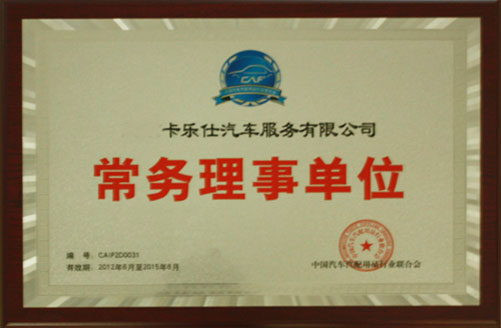 CAF
卡乐仕汽车服务有限公司
常务理事单位
编 号：CAIFZD0031
有效期：2012年6月至2015年6月
中国汽车汽配用品行业联合会